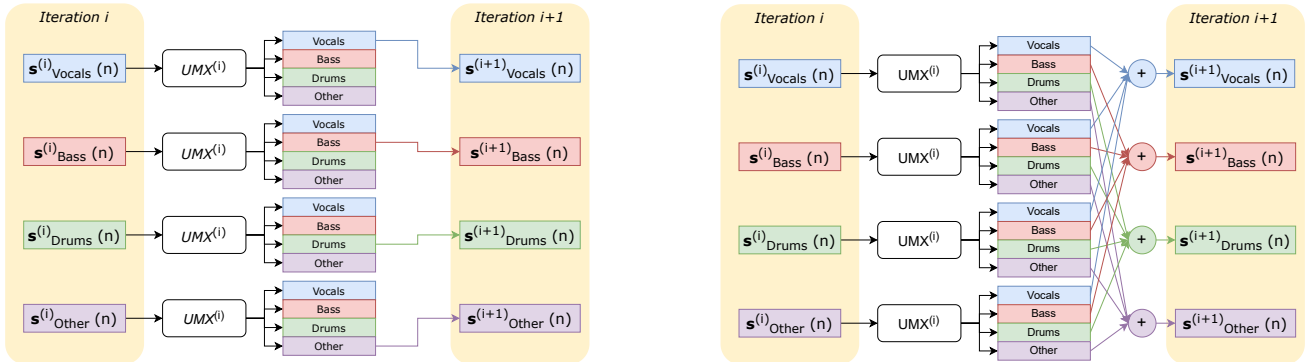 Iteration i
Iteration i+1
s(i)Vocals (n)
UMX(i)
Vocals
Bass
Drums
Other
s(i+1)Vocals (n)
s(i)Bass (n)
UMX(i)
Vocals
Bass
Drums
Other
s(i+1)Bass (n)
s(i)Drums (n)
UMX(i)
Vocals
Bass
Drums
Other
s(i+1)Drums (n)
s(i)Other (n)
UMX(i)
Vocals
Bass
Drums
Other
s(i+1)Other (n)
Iteration i
Iteration i+1
s(i)Vocals (n)
UMX(i)
Vocals
Bass
Drums
Other
+
s(i+1)Vocals (n)
s(i)Bass (n)
UMX(i)
Vocals
Bass
Drums
Other
+
s(i+1)Bass (n)
s(i)Drums (n)
UMX(i)
Vocals
Bass
Drums
Other
+
s(i+1)Drums (n)
s(i)Other (n)
UMX(i)
Vocals
Bass
Drums
Other
+
s(i+1)Other (n)